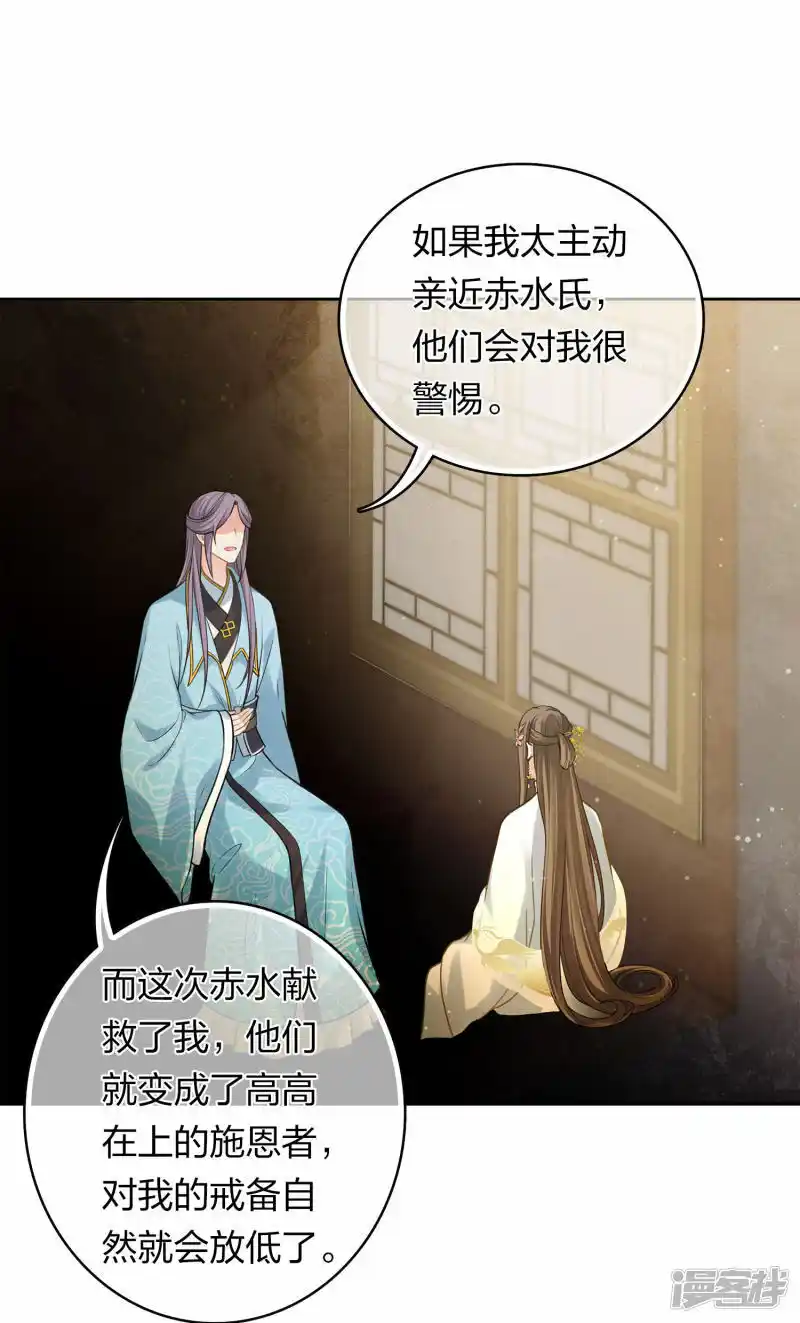 如果我太主动
亲近赤水氏，
他们会对我很
警惕。
而这次赤水献
救了我，他们
就变成了高高
在上的施恩者，
对我的戒备自
然就会放低了。
漫客栈